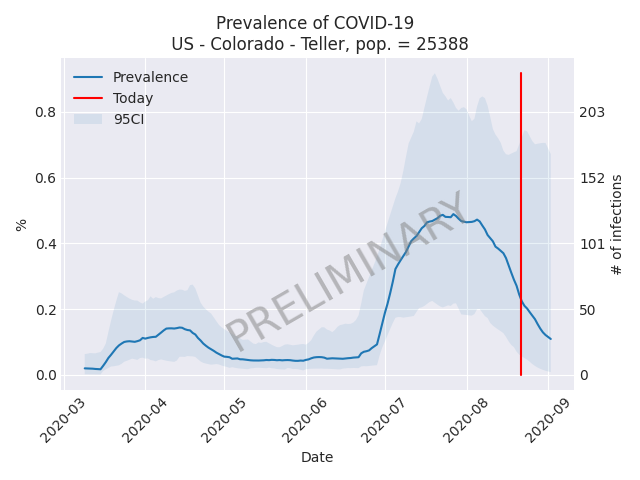 Prevalence of COVID-19
US - Colorado - Teller, pop. = 25388
Prevalence
Today
95CI
%
0.8
0.6
0.4
0.2
0.0
203
152
101
50
0
# of infections
PRELIMINARY
2020-03
2020-04
2020-05
2020-06
2020-07
2020-08
2020-09
Date